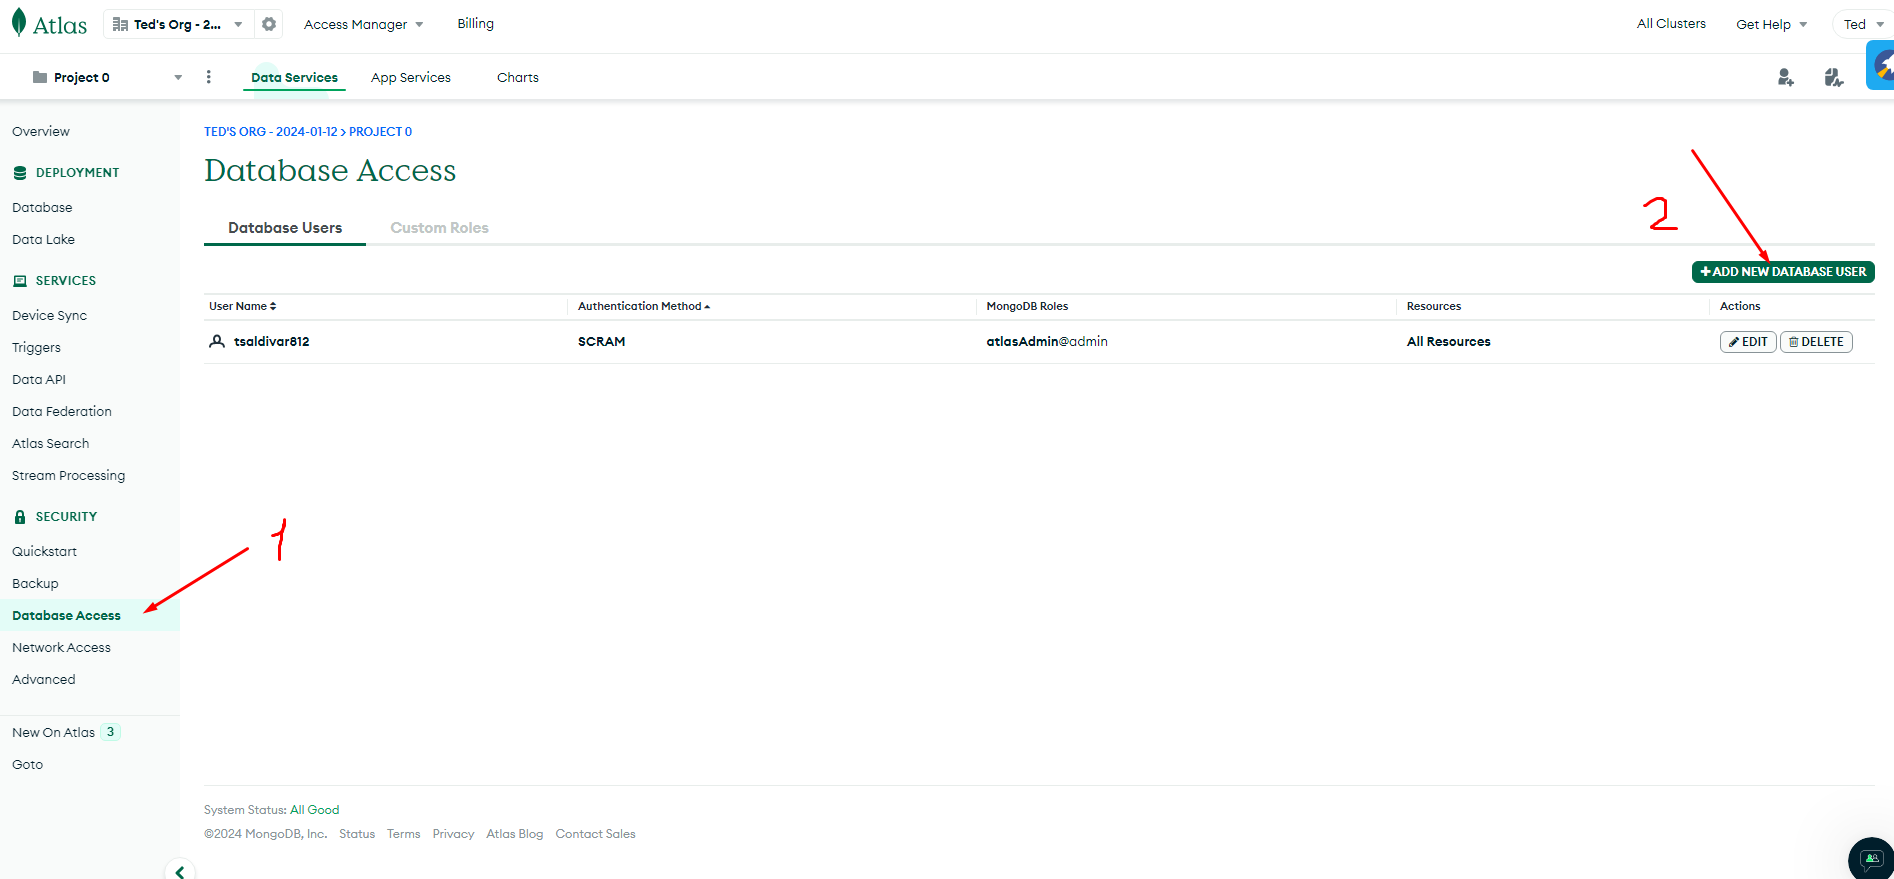 Atlas
Ted's Org - 2...
Access Manager
Billing
All Clusters
Get Help
Ted
Project 0
Data Services
App Services
Charts
Overview
DEPLOYMENT
Database
Data Lake
SERVICES
Device Sync
Triggers
Data API
Data Federation
Atlas Search
Stream Processing
SECURITY
Quickstart
Backup
Database Access
Network Access
Advanced
New On Atlas 3
Goto
TED'S ORG - 2024-01-12 > PROJECT 0
Database Access
Database Users
Custom Roles
2
+ADD NEW DATABASE USER
User Name
Authentication Method
MongoDB Roles
Resources
Actions
tsaldivar812
SCRAM
atlasAdmin@admin
All Resources
EDIT
DELETE
1
System Status: All Good
©2024 MongoDB, Inc. Status Terms Privacy Atlas Blog Contact Sales